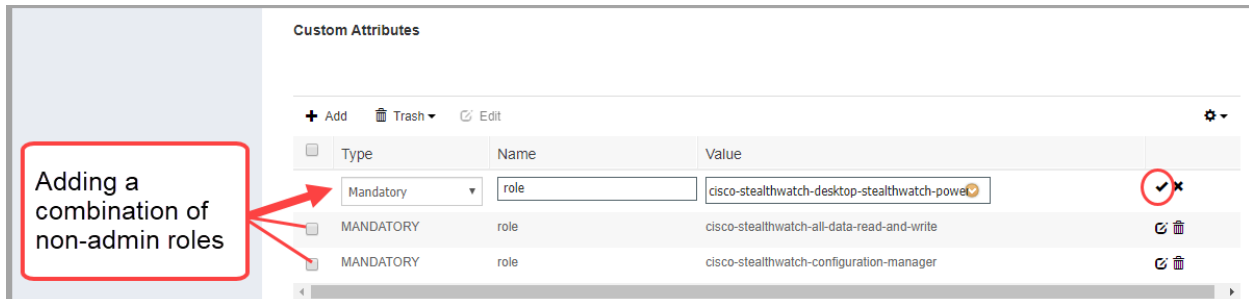 Custom Attributes
Add Trash Edit
Type Name Value
Adding a
combination of
non-admin roles
Mandatory role cisco-stealthwatch-desktop-stealthwatch-power
MANDATORY role cisco-stealthwatch-all-data-read-and-write
MANDATORY role cisco-stealthwatch-configuration-manager